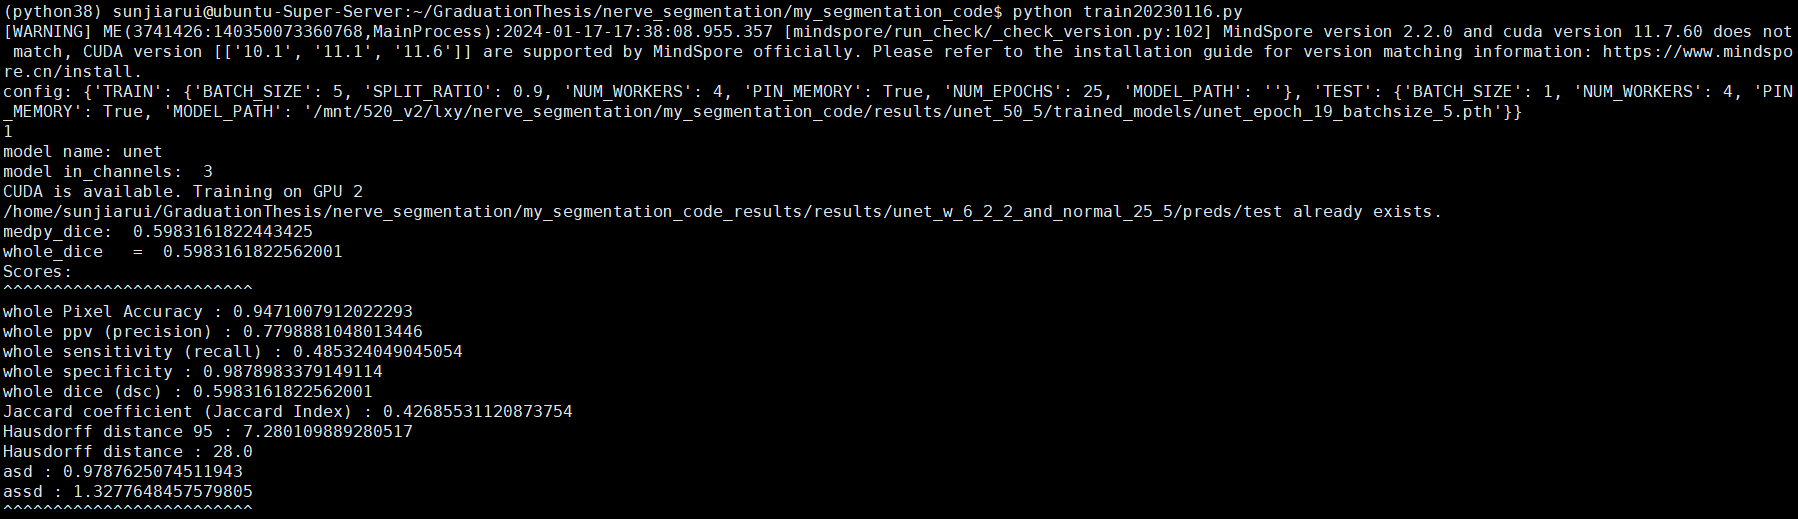 (python38) sunjiarui@ubuntu-Super-Server:~/GraduationThesis/nerve_segmentation/my_segmentation_code$ python train20230116.py
[WARNING] ME(3741426:140350073360768,MainProcess):2024-01-17-17:38:08.955.357 [mindspore/run_check/_check_version.py:102] MindSpore version 2.2.0 and cuda version 11.7.60 does not
 match, CUDA version [['10.1', '11.1', '11.6']] are supported by MindSpore officially. Please refer to the installation guide for version matching information: https://www.mindspo
re.cn/install.
config: {'TRAIN': {'BATCH_SIZE': 5, 'SPLIT_RATIO': 0.9, 'NUM_WORKERS': 4, 'PIN_MEMORY': True, 'NUM_EPOCHS': 25, 'MODEL_PATH': ''}, 'TEST': {'BATCH_SIZE': 1, 'NUM_WORKERS': 4, 'PIN
_MEMORY': True, 'MODEL_PATH': '/mnt/520_v2/lxy/nerve_segmentation/my_segmentation_code/results/unet_50_5/trained_models/unet_epoch_19_batchsize_5.pth'}}
1
model name: unet
model in_channels:  3
CUDA is available. Training on GPU 2
/home/sunjiarui/GraduationThesis/nerve_segmentation/my_segmentation_code_results/results/unet_w_6_2_2_and_normal_25_5/preds/test already exists.
medpy_dice:  0.5983161822443425
whole_dice   =  0.5983161822562001
Scores:
^^^^^^^^^^^^^^^^^^^^^^^^^
whole Pixel Accuracy : 0.9471007912022293
whole ppv (precision) : 0.7798881048013446
whole sensitivity (recall) : 0.485324049045054
whole specificity : 0.9878983379149114
whole dice (dsc) : 0.5983161822562001
Jaccard coefficient (Jaccard Index) : 0.42685531120873754
Hausdorff distance 95 : 7.280109889280517
Hausdorff distance : 28.0
asd : 0.9787625074511943
assd : 1.3277648457579805
^^^^^^^^^^^^^^^^^^^^^^^^^